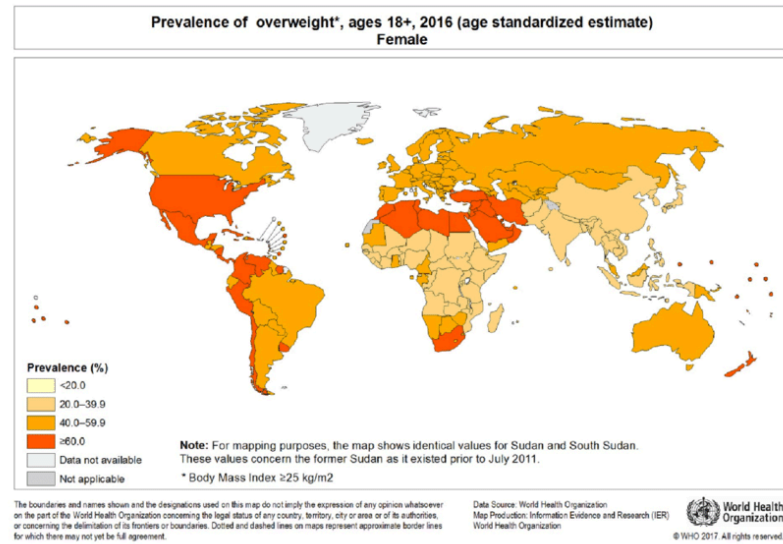 Prevalence of overweight*, ages 18+, 2016 (age standardized estimate)
Female
Prevalence (%)
<20.0
20.0–39.9
40.0–59.9
≥60.0
Data not available
Not applicable
Note: For mapping purposes, the map shows identical values for Sudan and South Sudan.
These values concern the former Sudan as it existed prior to July 2011.
* Body Mass Index ≥25 kg/m2
The boundaries and names shown and the designations used on this map do not imply the expression of any opinion whatsoever
on the part of the World Health Organization concerning the legal status of any country, territory, city or area or of its authorities,
or concerning the delimitation of its frontiers or boundaries. Dotted and dashed lines on maps represent approximate border lines
for which there may not yet be full agreement.
Data Source: World Health Organization
Map Production: Information Evidence and Research (IER)
World Health Organization
World Health
Organization
© WHO 2017. All rights reserved.